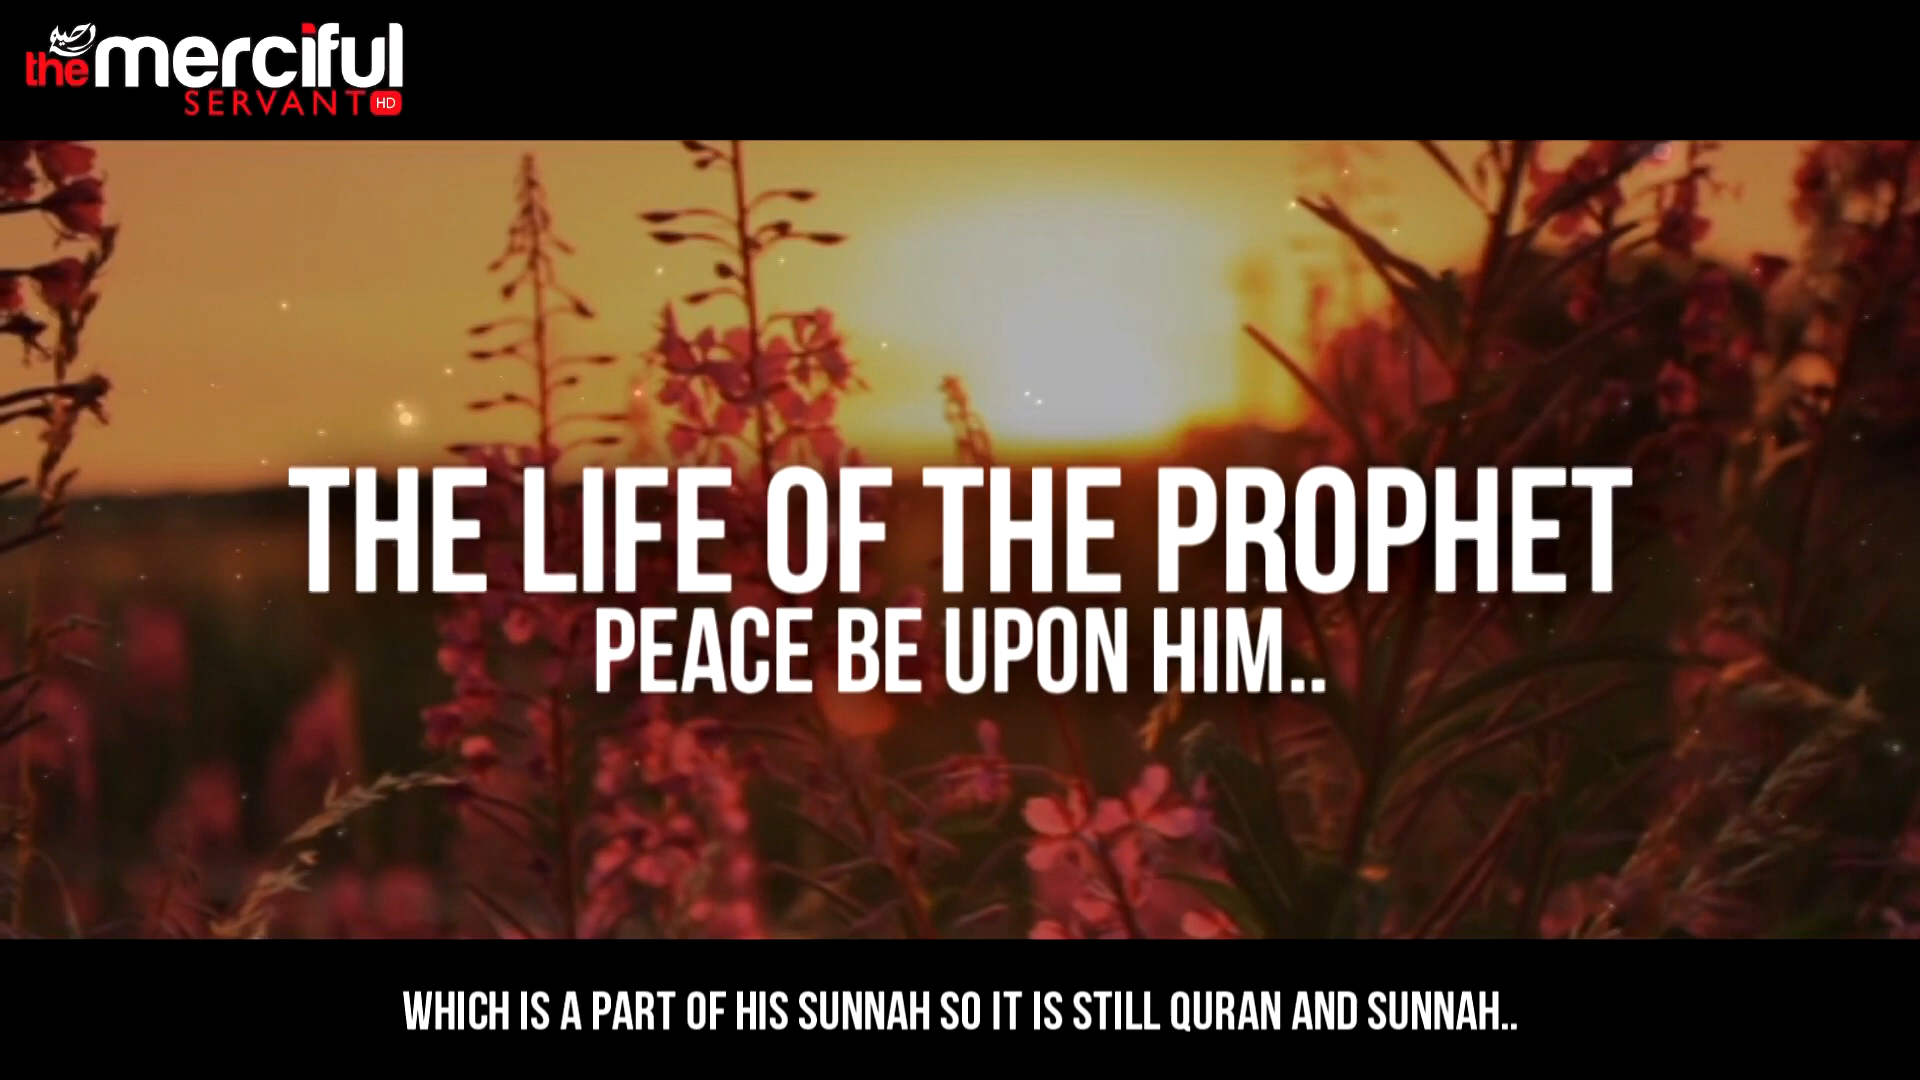 the merciful
SERVANT HD
THE LIFE OF THE PROPHET
PEACE BE UPON HIM..
WHICH IS A PART OF HIS SUNNAH SO IT IS STILL QURAN AND SUNNAH..